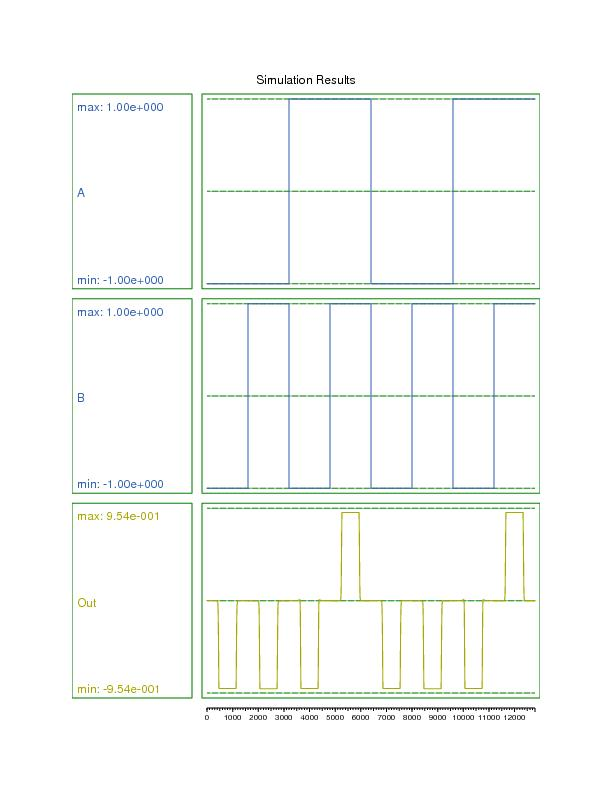 Simulation Results
max: 1.00e+000
A
min: -1.00e+000
max: 1.00e+000
B
min: -1.00e+000
max: 9.54e-001
Out
min: -9.54e-001
0 1000 2000 3000 4000 5000 6000 7000 8000 9000 10000 11000 12000